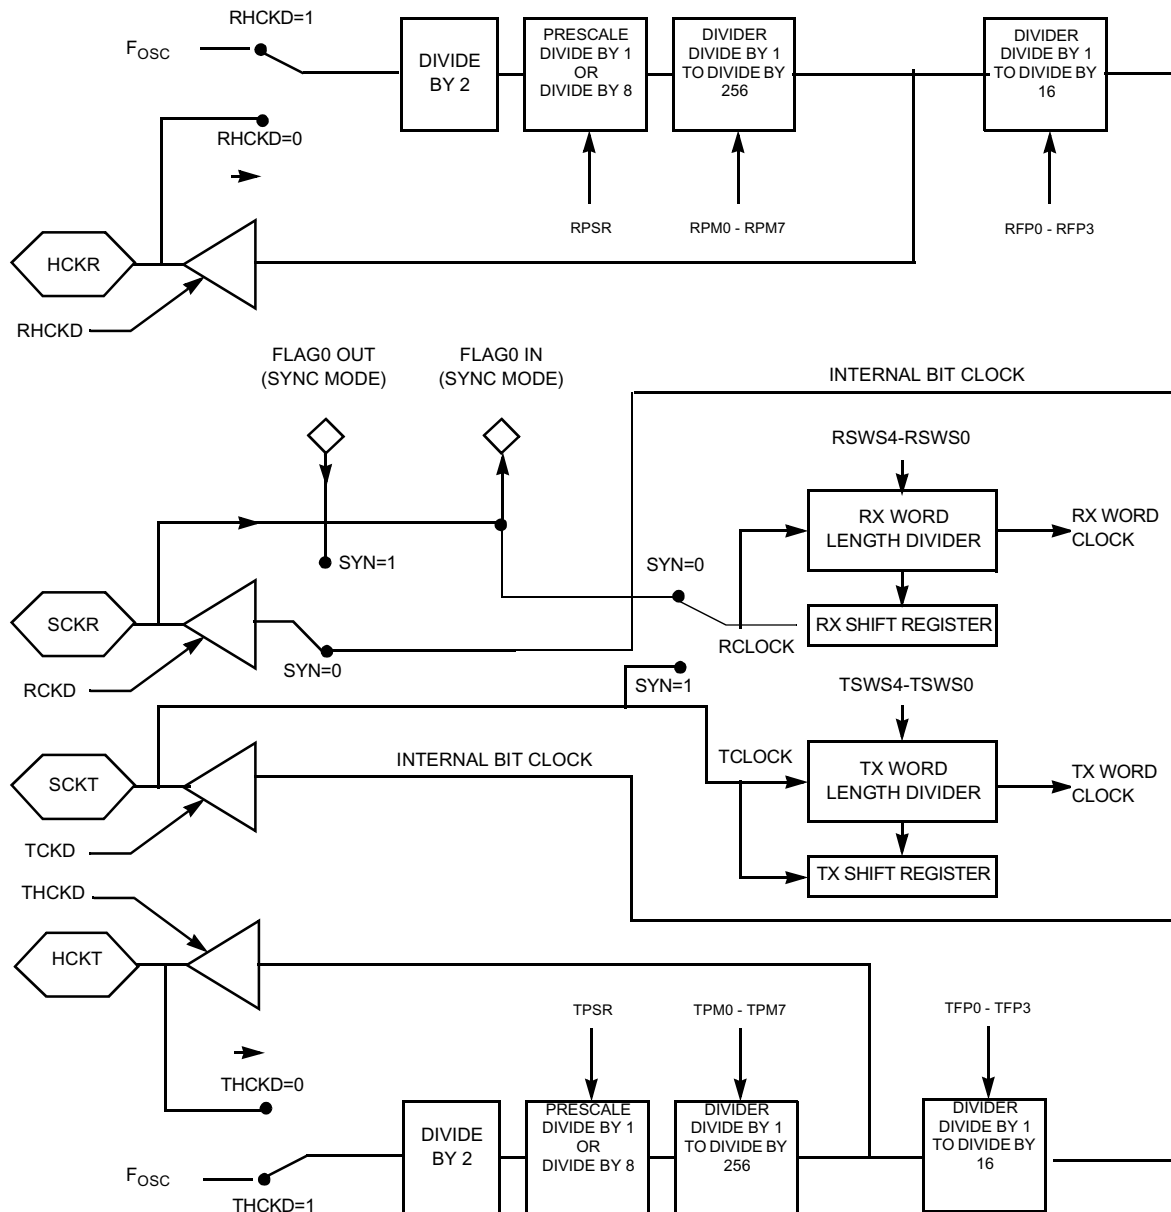 RHCKD=1
FOSC
DIVIDE
BY 2
PRESCALE
DIVIDE BY 1
OR
DIVIDE BY 8
DIVIDER
DIVIDE BY 1
TO DIVIDE BY
256
DIVIDER
DIVIDE BY 1
TO DIVIDE BY
16
RHCKD=0
RPSR
RPM0 - RPM7
RFP0 - RFP3
HCKR
RHCKD
FLAG0 OUT
(SYNC MODE)
FLAG0 IN
(SYNC MODE)
INTERNAL BIT CLOCK
RSWS4-RSWS0
RX WORD
LENGTH DIVIDER
RX WORD
CLOCK
SYN=1
SYN=0
SCKR
RX SHIFT REGISTER
RCLOCK
SYN=0
RCKD
SYN=1
TSWS4-TSWS0
INTERNAL BIT CLOCK
TCLOCK
TX WORD
LENGTH DIVIDER
TX WORD
CLOCK
SCKT
TCKD
TX SHIFT REGISTER
THCKD
HCKT
TPSR
TPM0 - TPM7
TFP0 - TFP3
THCKD=0
DIVIDE
BY 2
PRESCALE
DIVIDE BY 1
OR
DIVIDE BY 8
DIVIDER
DIVIDE BY 1
TO DIVIDE BY
256
DIVIDER
DIVIDE BY 1
TO DIVIDE BY
16
FOSC
THCKD=1